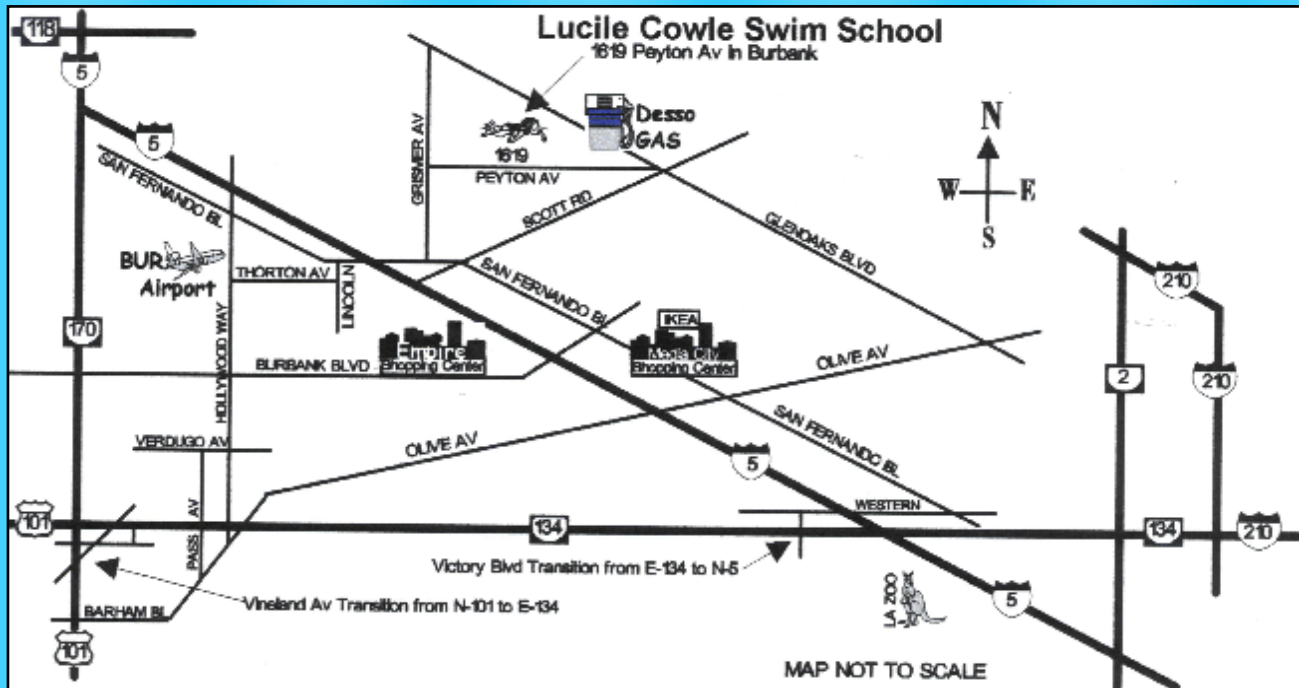 Lucile Cowle Swim School
1619 Peyton Av in Burbank
118
5
5
SAN FERNANDO BL
GRISMER AV
1619
PEYTON AV
Desso
GAS
SCOTT RD
GLENOAKS BLVD
N
W
E
S
BUR
Airport
THORTON AV
LINCOLN
SAN FERNANDO BL
170
HOLLYWOOD WAY
Empire
Shopping Center
IKEA
Media City
Shopping Center
BURBANK BLVD
OLIVE AV
210
2
210
VERDUGO AV
OLIVE AV
SAN FERNANDO BL
5
PASS AV
WESTERN
101
134
134
210
Victory Blvd Transition from E-134 to N-5
Vineland Av Transition from N-101 to E-134
BARHAM BL
LA ZOO
5
101
MAP NOT TO SCALE